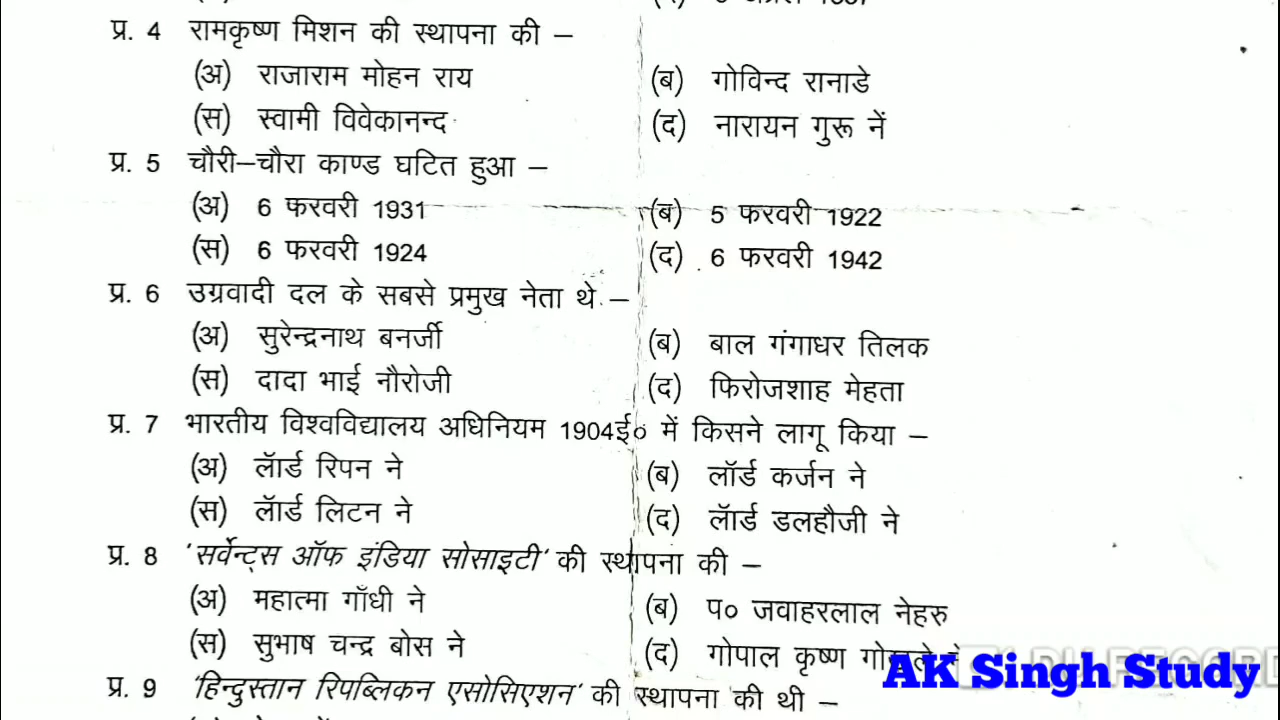 प्र. 4 रामकृष्ण मिशन की स्थापना की –
(अ) राजाराम मोहन राय (ब) गोविन्द रानाडे
(स) स्वामी विवेकानन्द (द) नारायन गुरू नें
प्र. 5 चौरी–चौरा काण्ड घटित हुआ –
(अ) 6 फरवरी 1931 (ब) 5 फरवरी 1922
(स) 6 फरवरी 1924 (द) 6 फरवरी 1942
प्र. 6 उग्रवादी दल के सबसे प्रमुख नेता थे –
(अ) सुरेन्द्रनाथ बनर्जी (ब) बाल गंगाधर तिलक
(स) दादा भाई नौरोजी (द) फिरोजशाह मेहता
प्र. 7 भारतीय विश्वविद्यालय अधिनियम 1904ई० में किसने लागू किया –
(अ) लॅार्ड रिपन ने (ब) लॉर्ड कर्जन ने
(स) लॅार्ड लिटन ने (द) लॅार्ड डलहौजी ने
प्र. 8 'सर्वेन्ट्स ऑफ इंडिया सोसाइटी' की स्थापना की –
(अ) महात्मा गाँधी ने (ब) प० जवाहरलाल नेहरु
(स) सुभाष चन्द्र बोस ने (द) गोपाल कृष्ण गोखले ने
AK Singh Study
प्र. 9 'हिन्दुस्तान रिपब्लिकन एसोसिएशन' की स्थापना की थी –